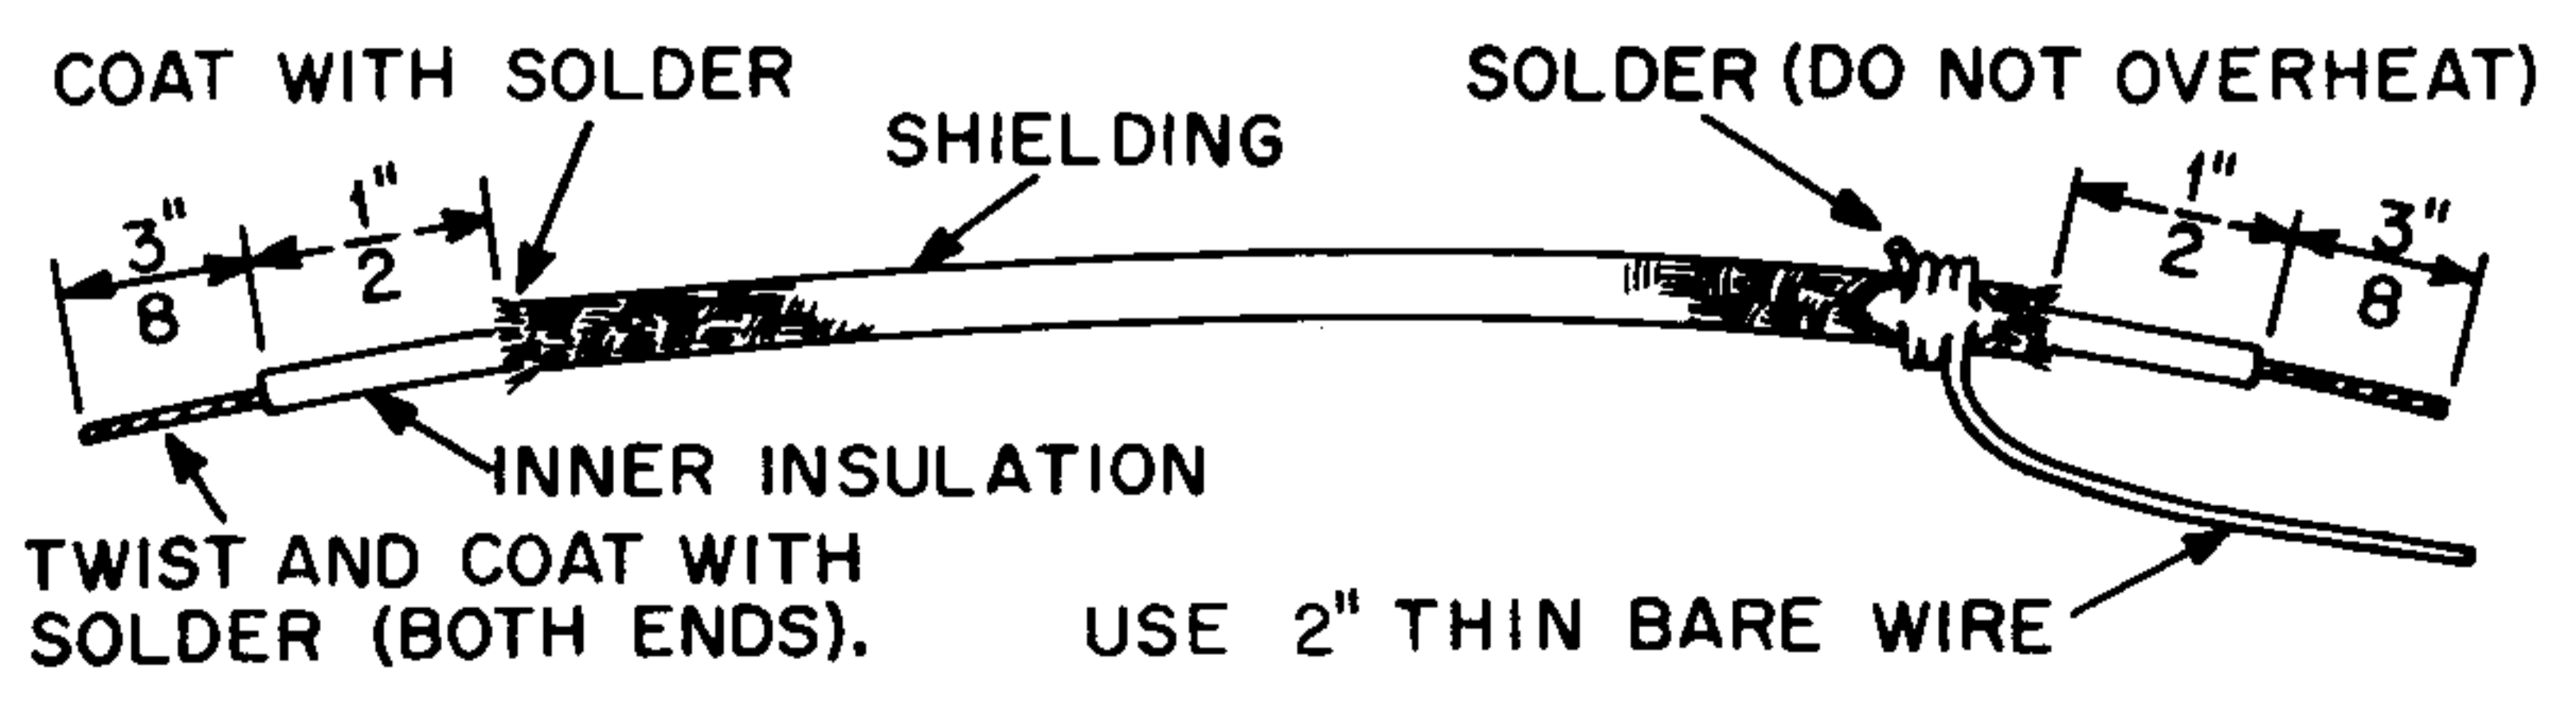 COAT WITH SOLDER
SOLDER (DO NOT OVERHEAT)
SHIELDING
3"
8
1"
2
1"
2
3"
8
INNER INSULATION
TWIST AND COAT WITH
SOLDER (BOTH ENDS).
USE 2" THIN BARE WIRE